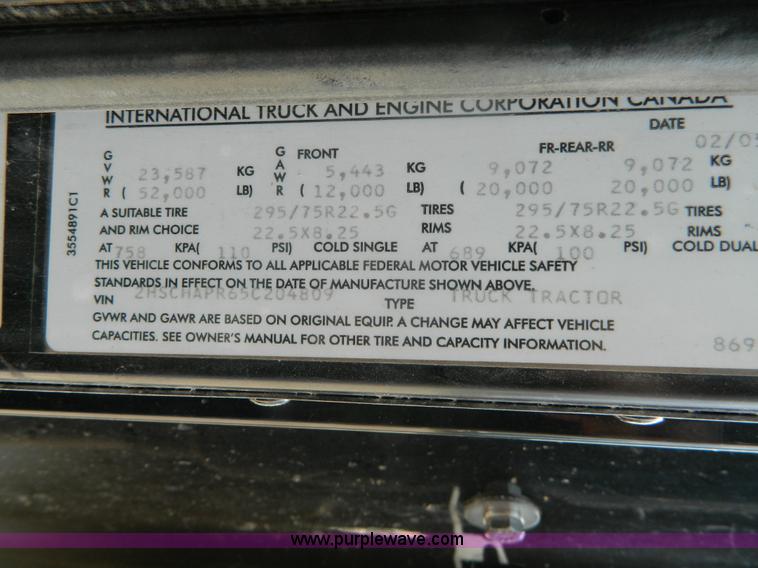 INTERNATIONAL TRUCK AND ENGINE CORPORATION CANADA
DATE 02/05
GVWR 23,587 KG GAWR FRONT 5,443 KG FR-REAR-RR 9,072 9,072 KG
(52,000 LB) (12,000 LB) (20,000 20,000 LB)
A SUITABLE TIRE 295/75R22.5G TIRES 295/75R22.5G TIRES
AND RIM CHOICE 22.5X8.25 RIMS 22.5X8.25 RIMS
AT 758 KPA( 110 PSI) COLD SINGLE AT 689 KPA( 100 PSI) COLD DUAL
THIS VEHICLE CONFORMS TO ALL APPLICABLE FEDERAL MOTOR VEHICLE SAFETY
STANDARDS IN EFFECT ON THE DATE OF MANUFACTURE SHOWN ABOVE.
VIN 2HSCHAPR65C204809 TYPE TRUCK TRACTOR
GVWR AND GAWR ARE BASED ON ORIGINAL EQUIP. A CHANGE MAY AFFECT VEHICLE
CAPACITIES. SEE OWNER'S MANUAL FOR OTHER TIRE AND CAPACITY INFORMATION.
869
3554891C1
www.purplewave.com